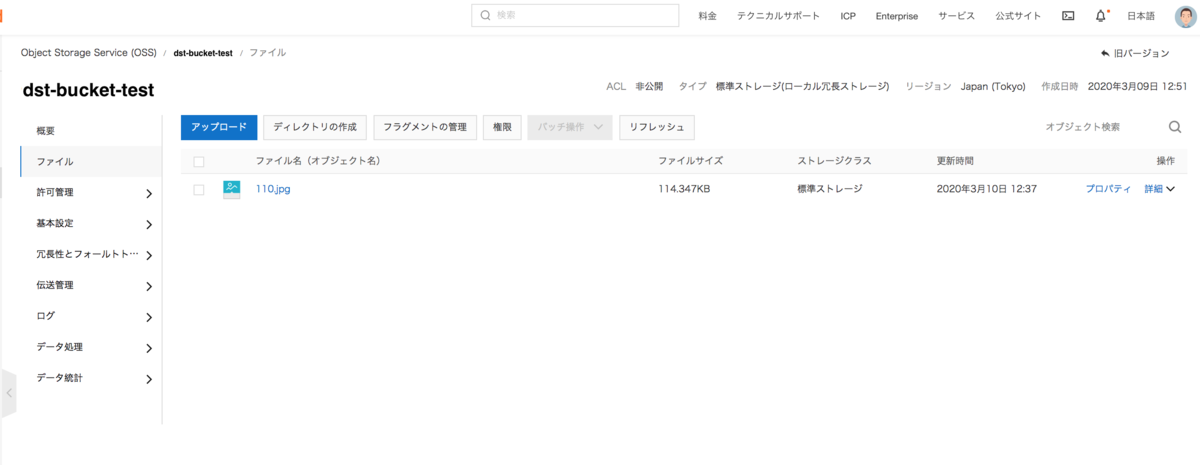 検索 料金 テクニカルサポート ICP Enterprise サービス 公式サイト 日本語
Object Storage Service (OSS) / dst-bucket-test / ファイル 旧バージョン
dst-bucket-test ACL 非公開 タイプ 標準ストレージ(ローカル冗長ストレージ) リージョン Japan (Tokyo) 作成日時 2020年3月09日 12:51
アップロード ディレクトリの作成 フラグメントの管理 権限 バッチ操作 リフレッシュ オブジェクト検索
概要
ファイル
許可管理
基本設定
冗長性とフォールトト…
伝送管理
ログ
データ処理
データ統計
ファイル名（オブジェクト名） ファイルサイズ ストレージクラス 更新時間 操作
110.jpg 114.347KB 標準ストレージ 2020年3月10日 12:37 プロパティ 詳細